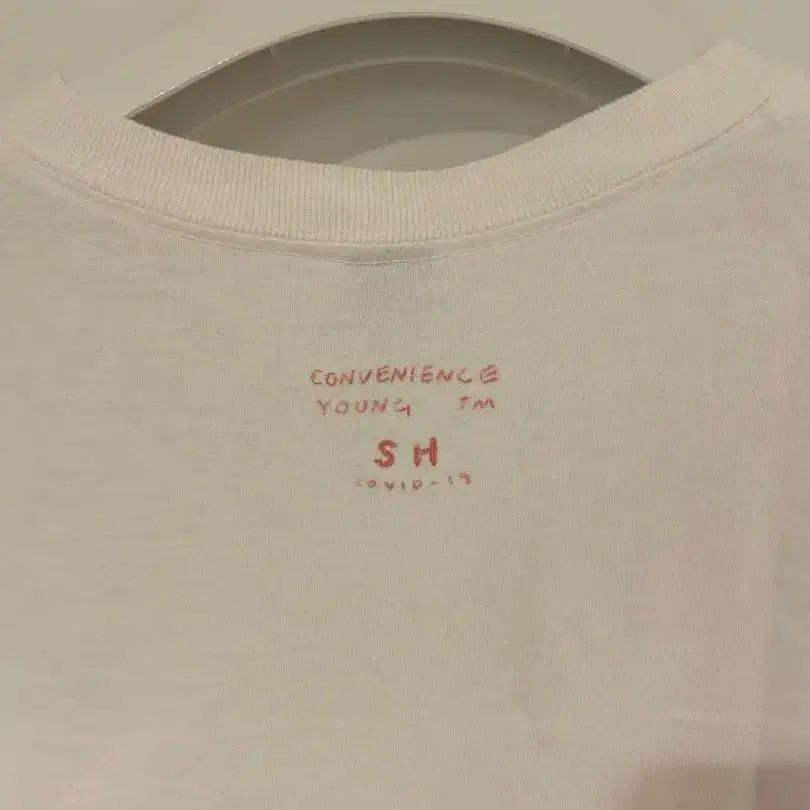 CONVENIENCE
YOUNG IM
SH
COVID-19